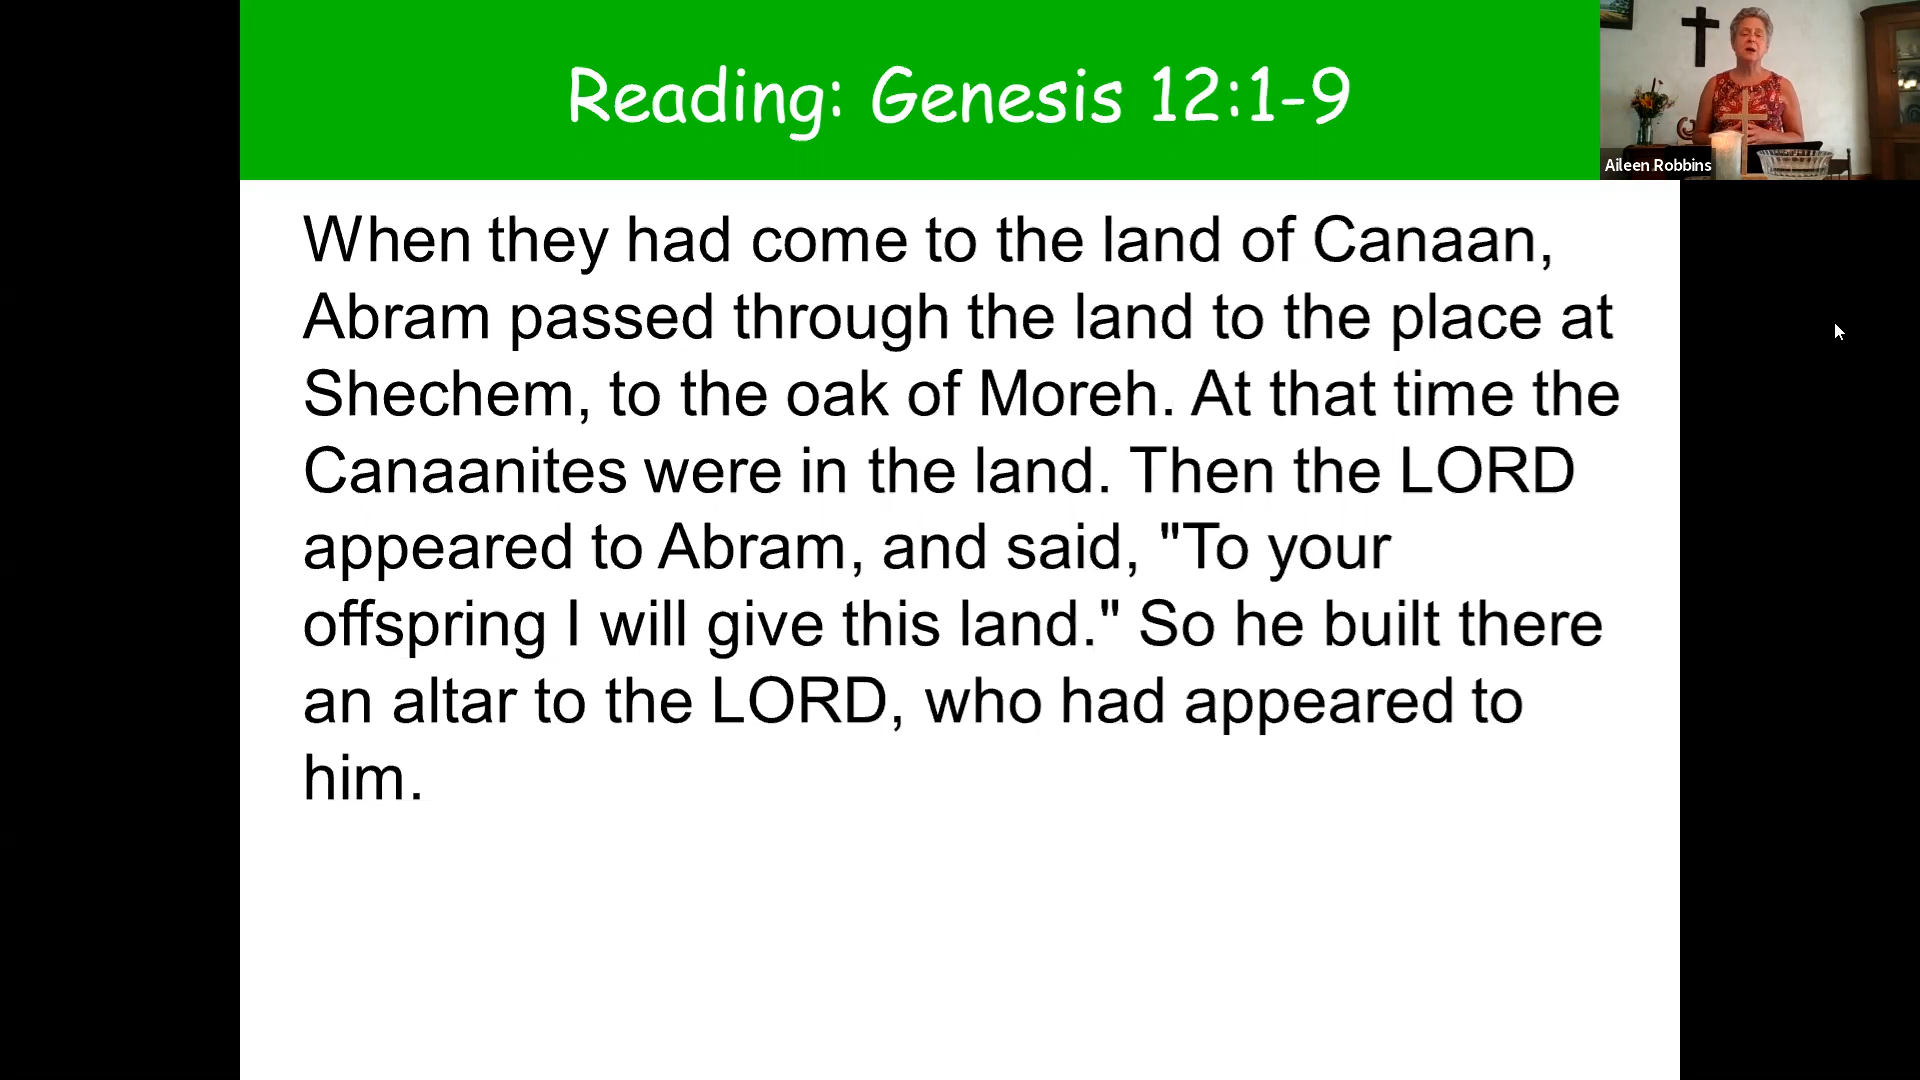 Reading: Genesis 12:1-9
Aileen Robbins
When they had come to the land of Canaan,
Abram passed through the land to the place at
Shechem, to the oak of Moreh. At that time the
Canaanites were in the land. Then the LORD
appeared to Abram, and said, "To your
offspring I will give this land." So he built there
an altar to the LORD, who had appeared to
him.